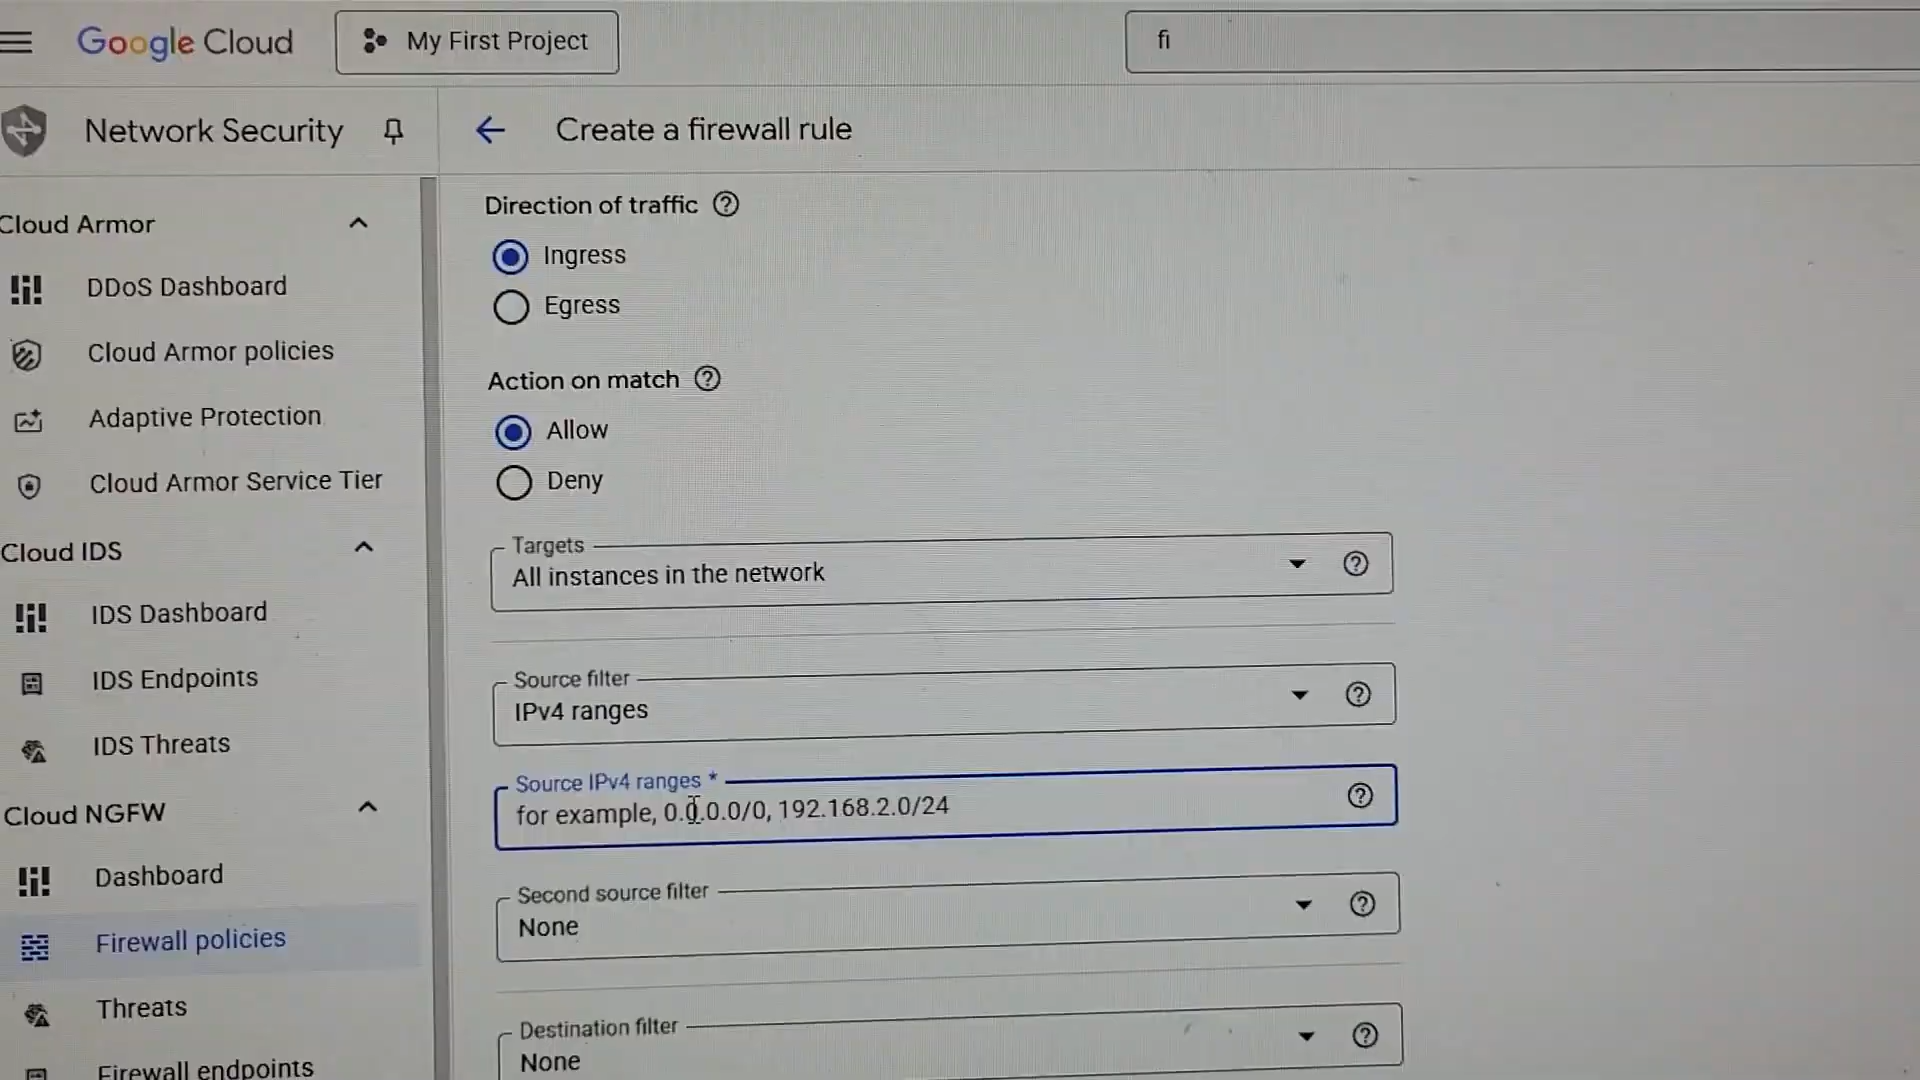 Google Cloud
My First Project
fi
Network Security
Create a firewall rule
Cloud Armor
DDoS Dashboard
Cloud Armor policies
Adaptive Protection
Cloud Armor Service Tier
Cloud IDS
IDS Dashboard
IDS Endpoints
IDS Threats
Cloud NGFW
Dashboard
Firewall policies
Threats
Firewall endpoints
Direction of traffic
Ingress
Egress
Action on match
Allow
Deny
Targets
All instances in the network
Source filter
IPv4 ranges
Source IPv4 ranges *
for example, 0.0.0.0/0, 192.168.2.0/24
Second source filter
None
Destination filter
None